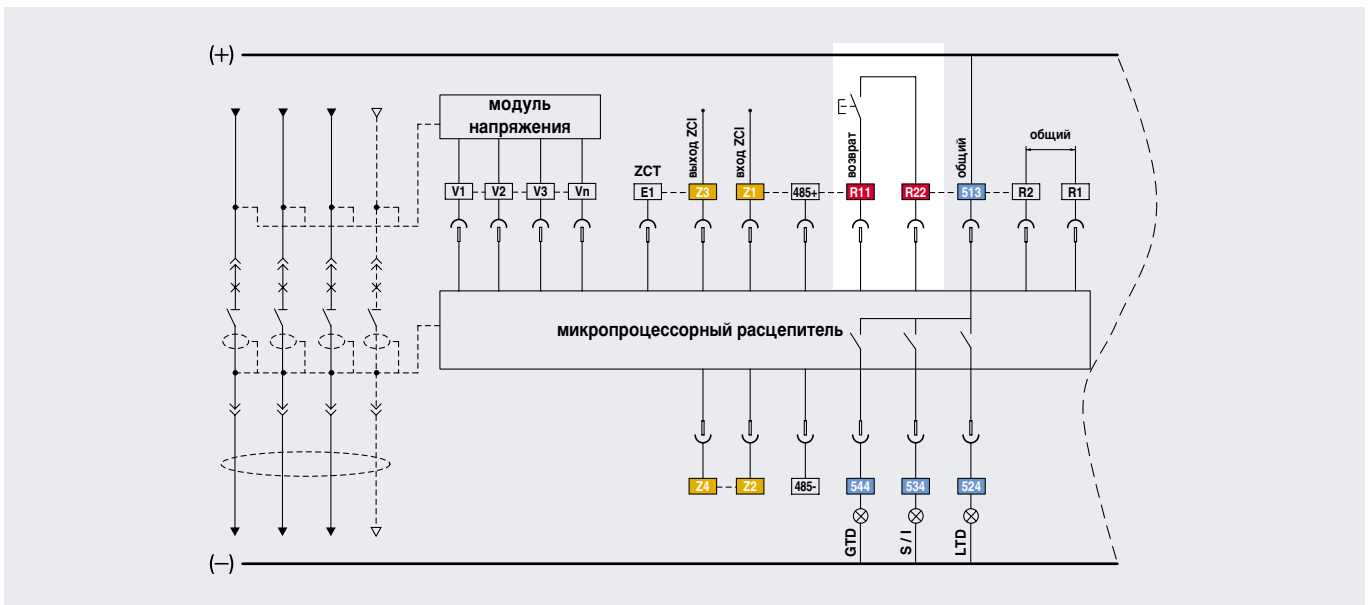 (+)
модуль
напряжения
ZCT
выход ZCI
вход ZCI
возврат
общий
общий
V1 V2 V3 Vn E1 Z3 Z1 485+ R11 R22 513 R2 R1
микропроцессорный расцепитель
Z4 Z2 485- 544 534 524
GTD
S / I
LTD
(−)